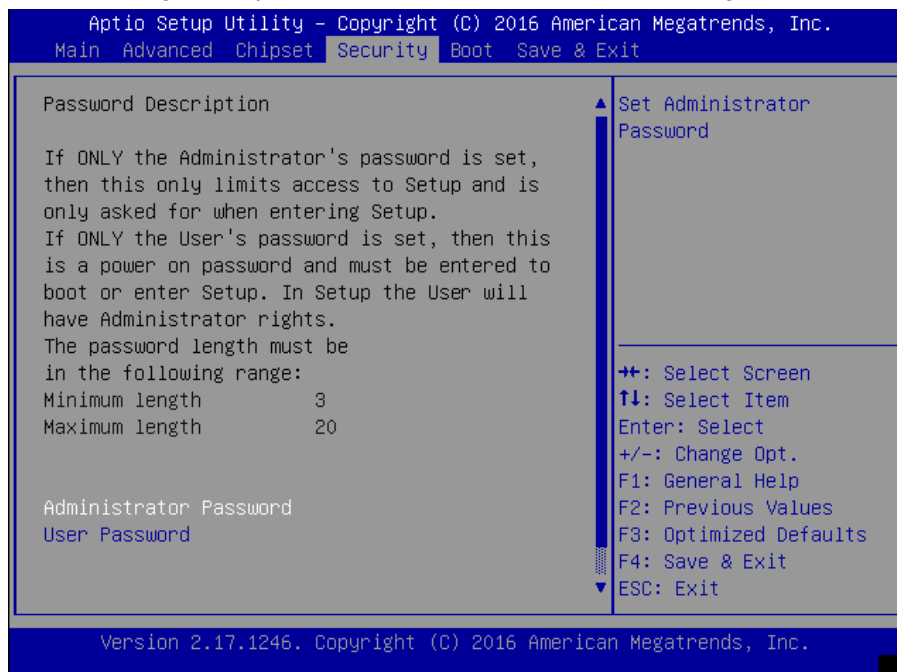 Aptio Setup Utility – Copyright (C) 2016 American Megatrends, Inc.
Main Advanced Chipset Security Boot Save & Exit
Password Description
If ONLY the Administrator's password is set,
then this only limits access to Setup and is
only asked for when entering Setup.
If ONLY the User's password is set, then this
is a power on password and must be entered to
boot or enter Setup. In Setup the User will
have Administrator rights.
The password length must be
in the following range:
Minimum length 3
Maximum length 20
Administrator Password
User Password
Set Administrator
Password
→←: Select Screen
↑↓: Select Item
Enter: Select
+/-: Change Opt.
F1: General Help
F2: Previous Values
F3: Optimized Defaults
F4: Save & Exit
ESC: Exit
Version 2.17.1246. Copyright (C) 2016 American Megatrends, Inc.